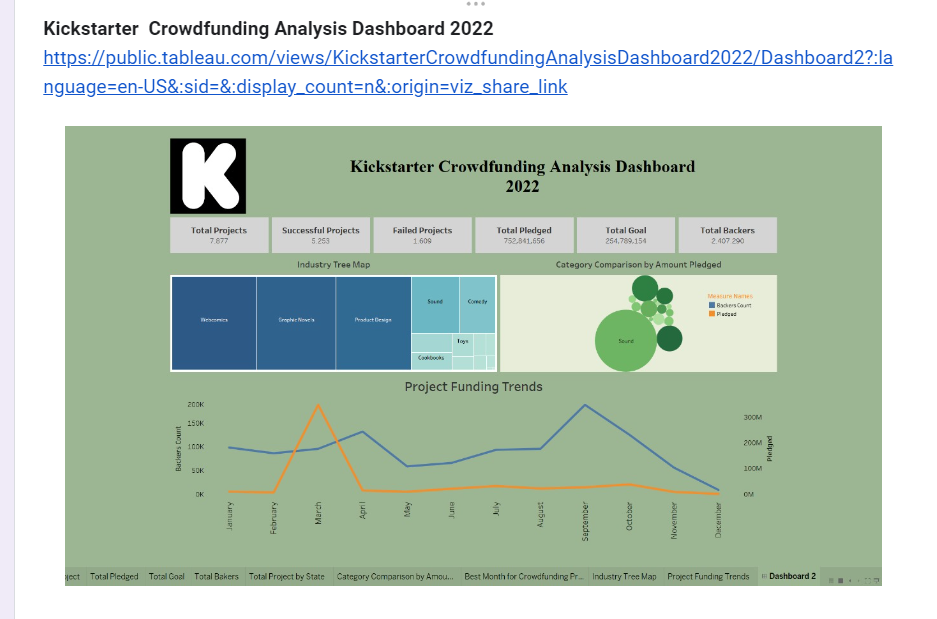 Kickstarter  Crowdfunding Analysis Dashboard 2022
https://public.tableau.com/views/KickstarterCrowdfundingAnalysisDashboard2022/Dashboard2?:la
nguage=en-US&:sid=&:display_count=n&:origin=viz_share_link
K
Kickstarter Crowdfunding Analysis Dashboard
2022
Total Projects
7,877
Successful Projects
5,253
Failed Projects
1,609
Total Pledged
752,841,656
Total Goal
254,789,154
Total Backers
2,407,290
Industry Tree Map
Category Comparison by Amount Pledged
Webcomics
Graphic Novels
Product Design
Sound
Comedy
Toys
Cookbooks
Sound
Measure Names
Backers Count
Pledged
Project Funding Trends
Backers Count
200K
150K
100K
50K
0K
300M
200M
100M
0M
Pledged
January
February
March
April
May
June
July
August
September
October
November
December
ject
Total Pledged
Total Goal
Total Bakers
Total Project by State
Category Comparison by Amou...
Best Month for Crowdfunding Pr...
Industry Tree Map
Project Funding Trends
Dashboard 2